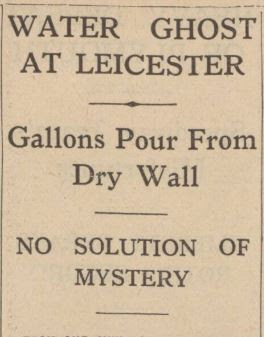 WATER GHOST
AT LEICESTER
Gallons Pour From
Dry Wall
NO SOLUTION OF
MYSTERY